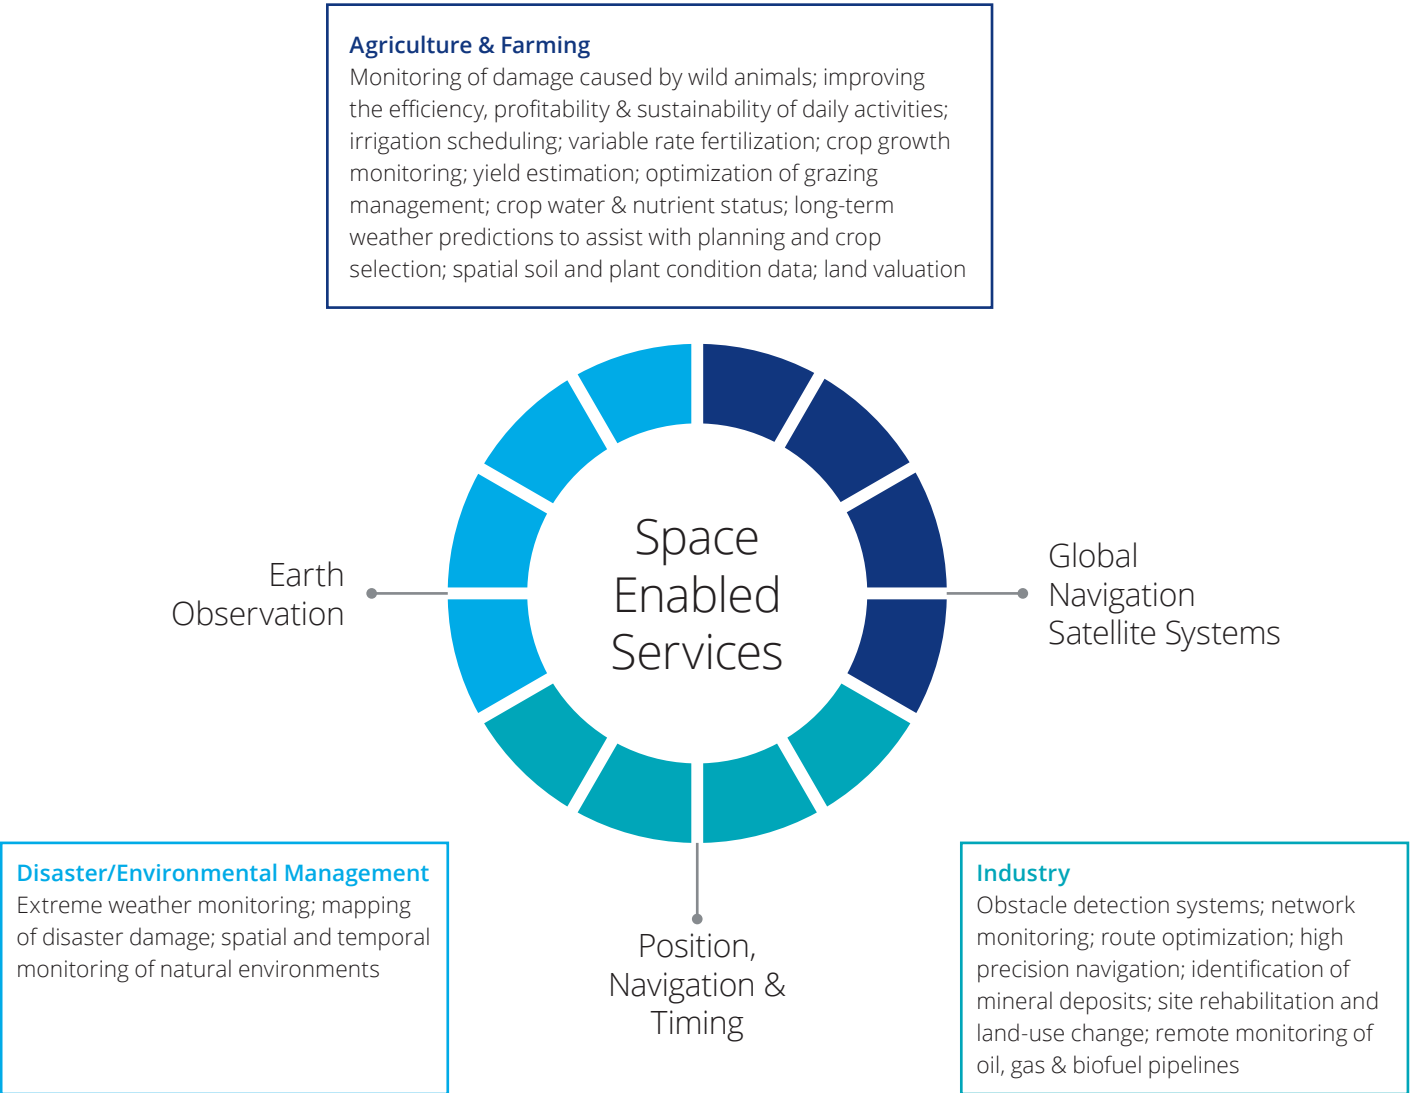 Agriculture & Farming
Monitoring of damage caused by wild animals; improving
the efficiency, profitability & sustainability of daily activities;
irrigation scheduling; variable rate fertilization; crop growth
monitoring; yield estimation; optimization of grazing
management; crop water & nutrient status; long-term
weather predictions to assist with planning and crop
selection; spatial soil and plant condition data; land valuation
Space
Enabled
Services
Earth
Observation
Global
Navigation
Satellite Systems
Position,
Navigation &
Timing
Disaster/Environmental Management
Extreme weather monitoring; mapping
of disaster damage; spatial and temporal
monitoring of natural environments
Industry
Obstacle detection systems; network
monitoring; route optimization; high
precision navigation; identification of
mineral deposits; site rehabilitation and
land-use change; remote monitoring of
oil, gas & biofuel pipelines